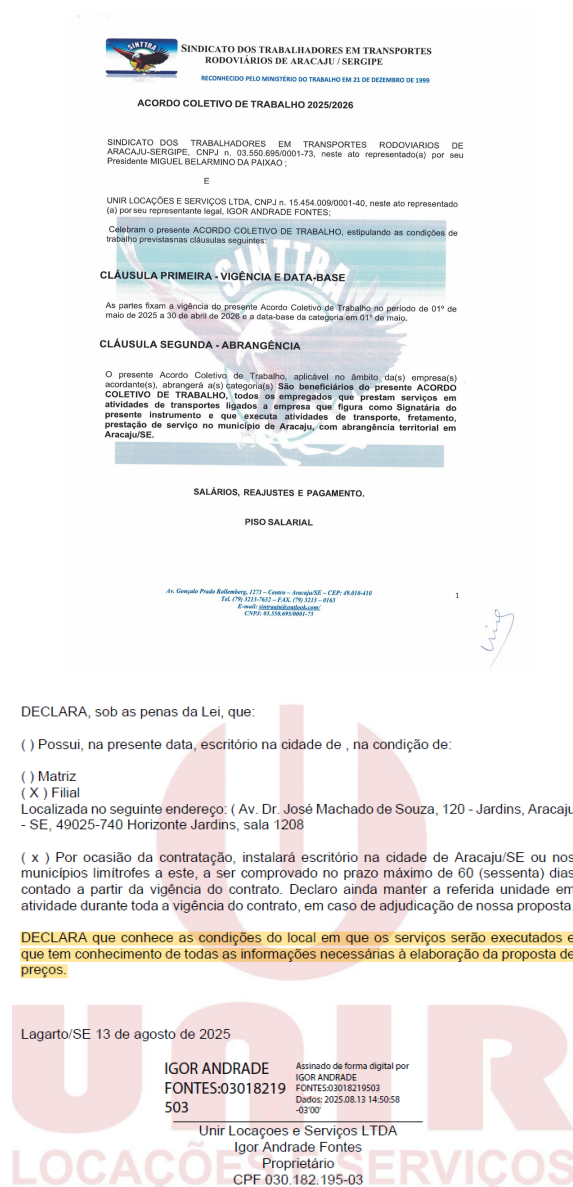 SINTTRA
SINDICATO DOS TRABALHADORES EM TRANSPORTES
RODOVIÁRIOS DE ARACAJU / SERGIPE
RECONHECIDO PELO MINISTÉRIO DO TRABALHO EM 21 DE DEZEMBRO DE 1999
ACORDO COLETIVO DE TRABALHO 2025/2026
SINDICATO DOS TRABALHADORES EM TRANSPORTES RODOVIARIOS DE
ARACAJU-SERGIPE, CNPJ n. 03.550.695/0001-73, neste ato representado(a) por seu
Presidente MIGUEL BELARMINO DA PAIXAO ;
E
UNIR LOCAÇÕES E SERVIÇOS LTDA, CNPJ n. 15.454.009/0001-40, neste ato representado
(a) por seu representante legal, IGOR ANDRADE FONTES;
Celebram o presente ACORDO COLETIVO DE TRABALHO, estipulando as condições de
trabalho previstasnas cláusulas seguintes:
SINTTRA
CLÁUSULA PRIMEIRA - VIGÊNCIA E DATA-BASE
As partes fixam a vigência do presente Acordo Coletivo de Trabalho no período de 01º de
maio de 2025 a 30 de abril de 2026 e a data-base da categoria em 01º de maio.
CLÁUSULA SEGUNDA - ABRANGÊNCIA
O presente Acordo Coletivo de Trabalho, aplicável no âmbito da(s) empresa(s)
acordante(s), abrangerá a(s) categoria(s) São beneficiários do presente ACORDO
COLETIVO DE TRABALHO, todos os empregados que prestam serviços em
atividades de transportes ligados a empresa que figura como Signatária do
presente instrumento e que executa atividades de transporte, fretamento,
prestação de serviço no município de Aracaju, com abrangência territorial em
Aracaju/SE.
SALÁRIOS, REAJUSTES E PAGAMENTO.
PISO SALARIAL
Av. Gonçalo Prado Rollemberg, 1275 – Centro – Aracaju/SE – CEP: 49.010-410
Tel. (79) 3213-7632 – FAX. (79) 3213 – 0163
E-mail: sinttraaju@outlook.com/
CNPJ: 03.550.695/0001-73
1
DECLARA, sob as penas da Lei, que:
( ) Possui, na presente data, escritório na cidade de , na condição de:
( ) Matriz
( X ) Filial
Localizada no seguinte endereço: ( Av. Dr. José Machado de Souza, 120 - Jardins, Aracaju
- SE, 49025-740 Horizonte Jardins, sala 1208
( x ) Por ocasião da contratação, instalará escritório na cidade de Aracaju/SE ou nos
municípios limítrofes a este, a ser comprovado no prazo máximo de 60 (sessenta) dias
contado a partir da vigência do contrato. Declaro ainda manter a referida unidade em
atividade durante toda a vigência do contrato, em caso de adjudicação de nossa proposta.
DECLARA que conhece as condições do local em que os serviços serão executados e
que tem conhecimento de todas as informações necessárias à elaboração da proposta de
preços.
Lagarto/SE 13 de agosto de 2025
IGOR ANDRADE
FONTES:03018219
503
Assinado de forma digital por
IGOR ANDRADE
FONTES:03018219503
Dados: 2025.08.13 14:50:58
-03'00'
Unir Locaçoes e Serviços LTDA
Igor Andrade Fontes
Proprietário
CPF 030.182.195-03
UNIR
LOCAÇÕES E SERVIÇOS